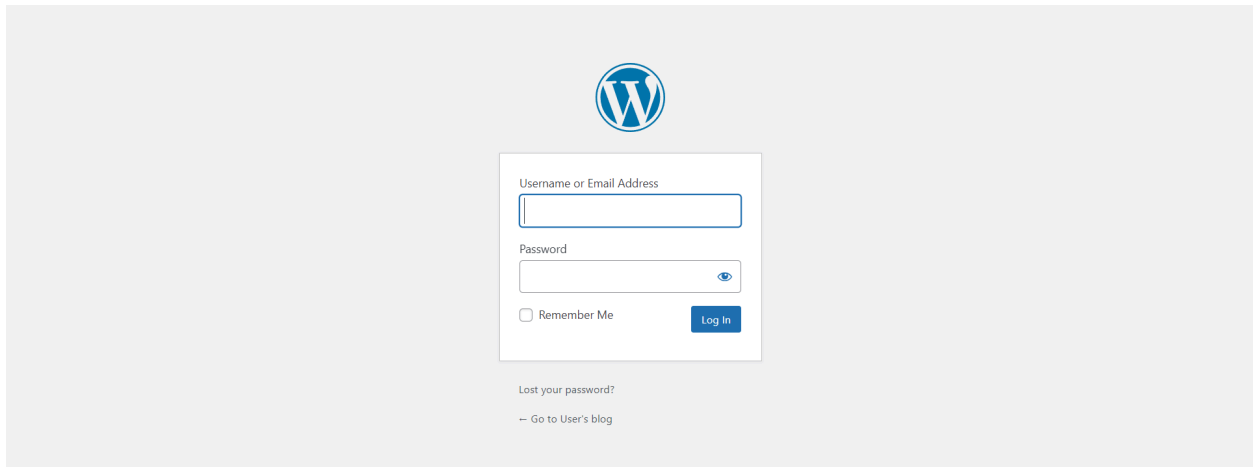 Username or Email Address
Password
Remember Me
Log In
Lost your password?
← Go to User's blog